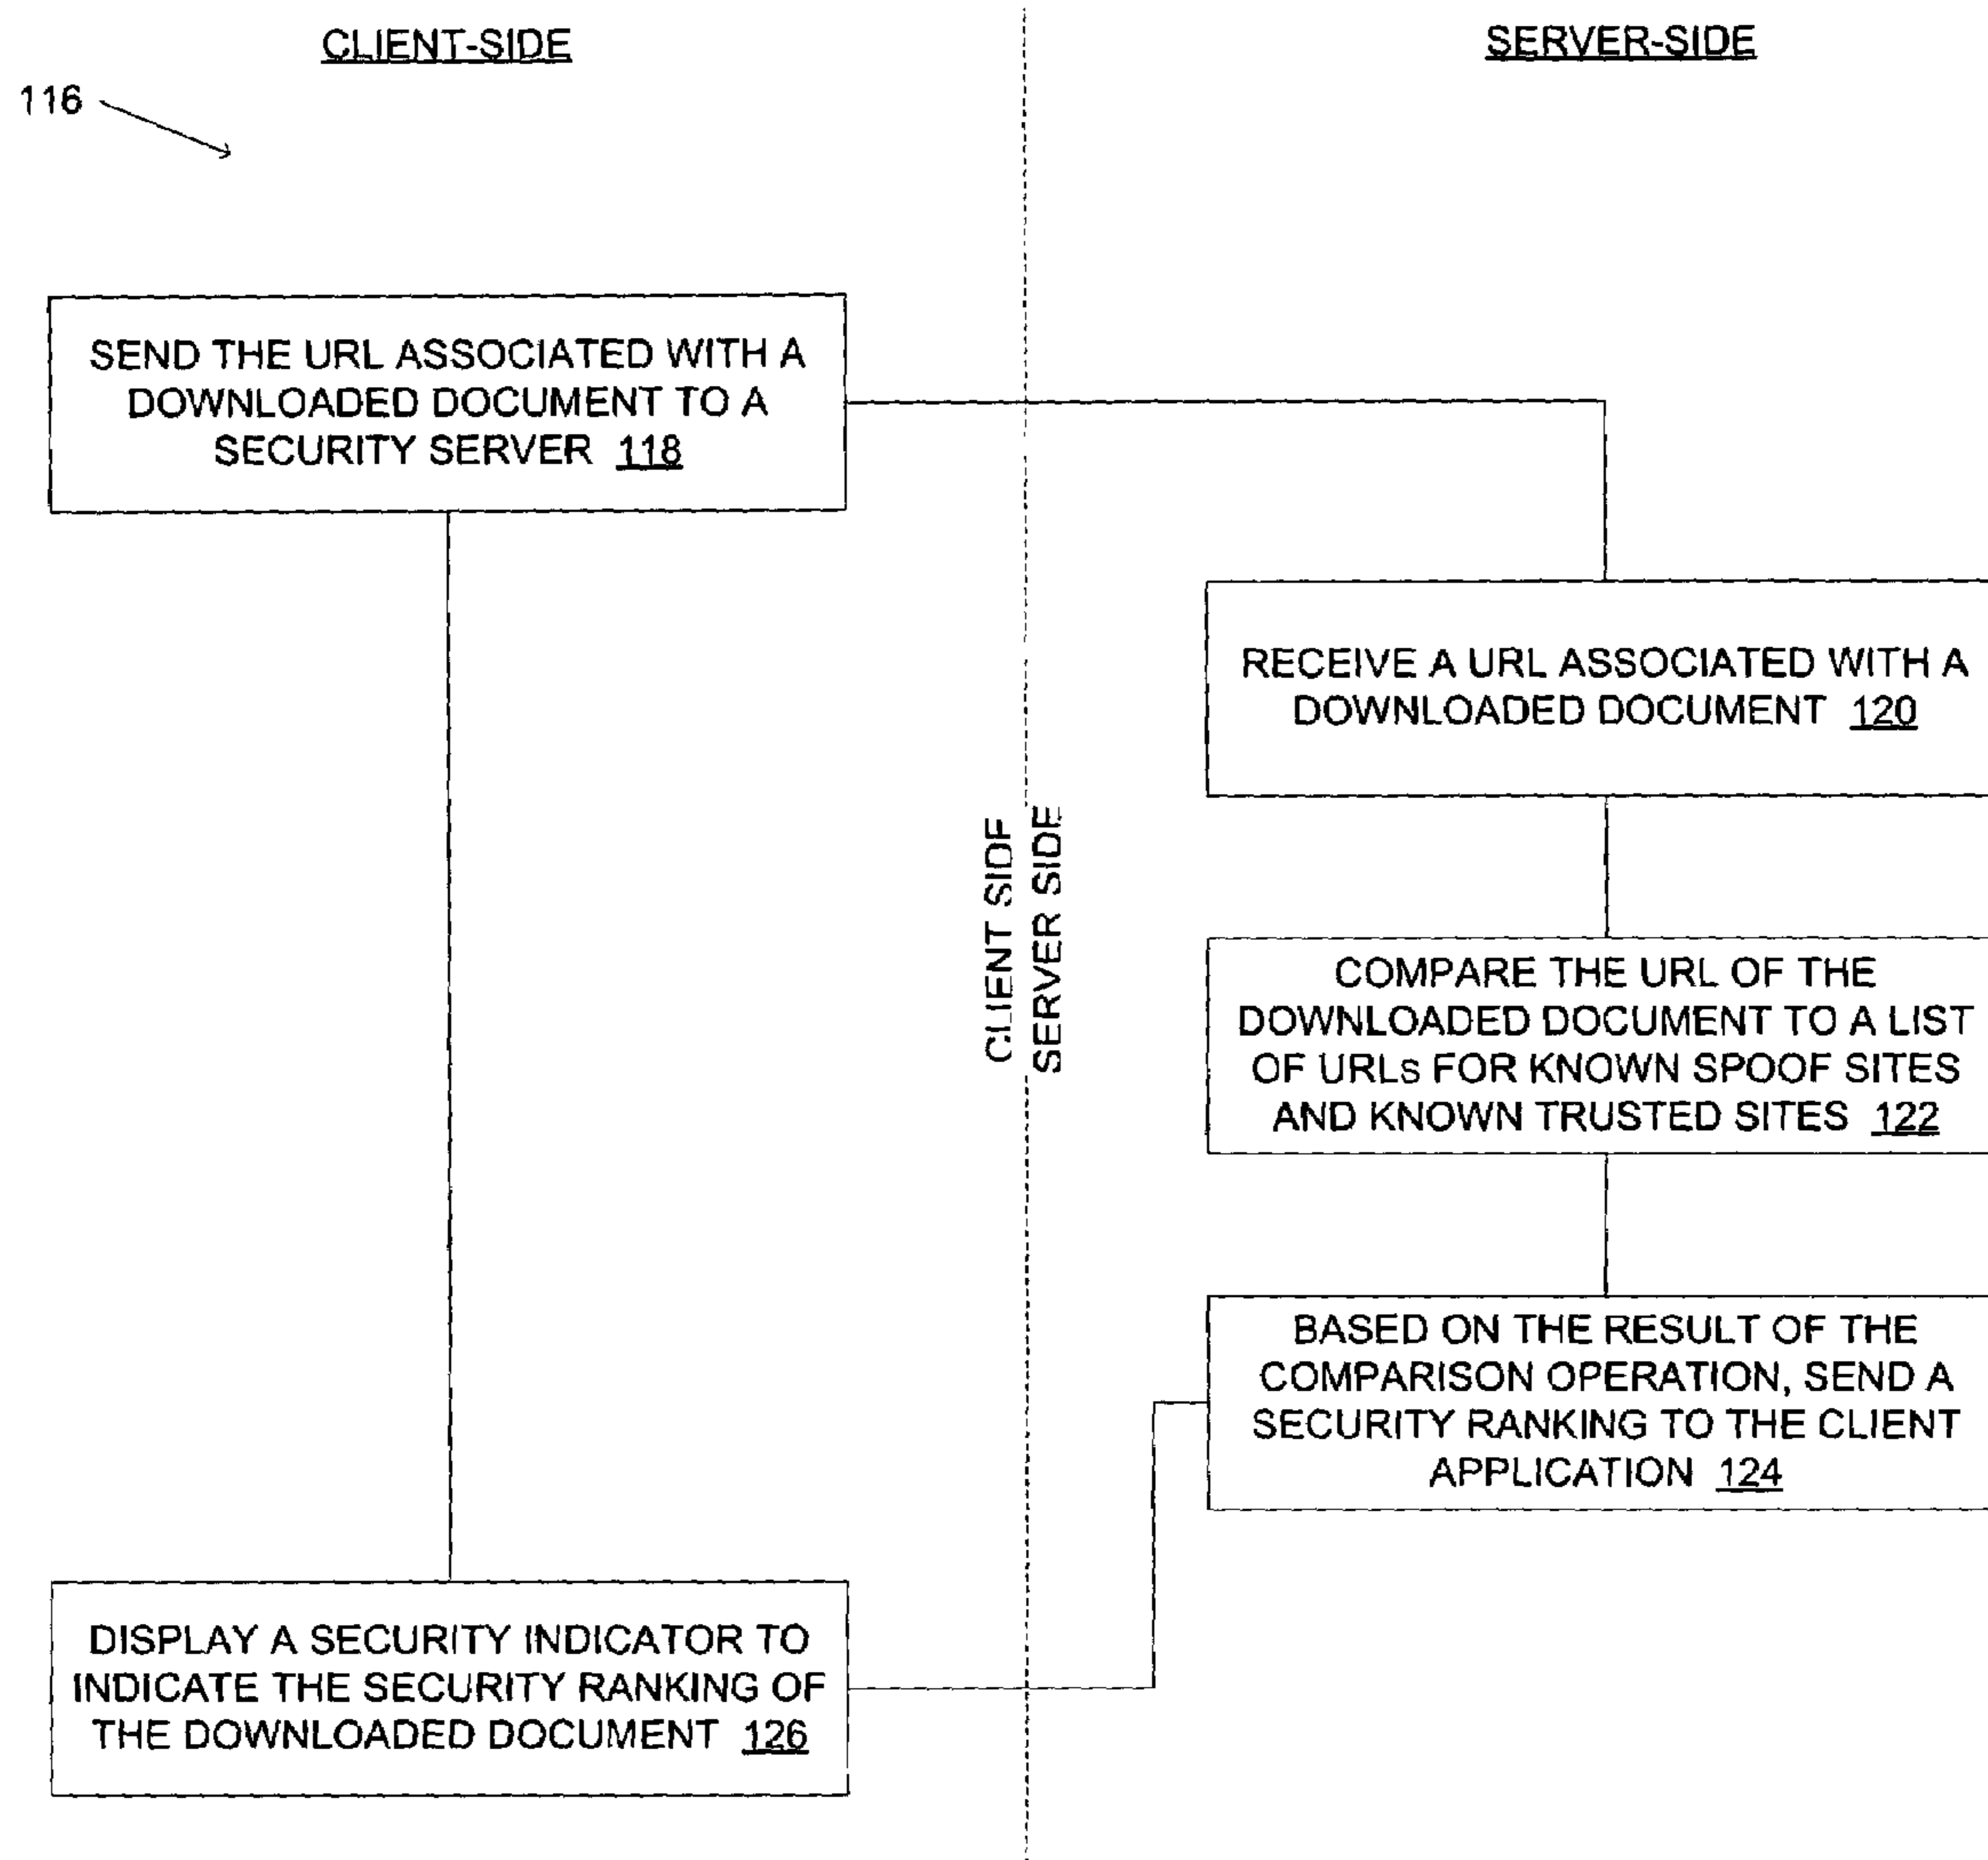 CLIENT-SIDE
SERVER-SIDE
116
SEND THE URL ASSOCIATED WITH A
DOWNLOADED DOCUMENT TO A
SECURITY SERVER 118
RECEIVE A URL ASSOCIATED WITH A
DOWNLOADED DOCUMENT 120
CLIENT SIDE
SERVER SIDE
COMPARE THE URL OF THE
DOWNLOADED DOCUMENT TO A LIST
OF URLs FOR KNOWN SPOOF SITES
AND KNOWN TRUSTED SITES 122
BASED ON THE RESULT OF THE
COMPARISON OPERATION, SEND A
SECURITY RANKING TO THE CLIENT
APPLICATION 124
DISPLAY A SECURITY INDICATOR TO
INDICATE THE SECURITY RANKING OF
THE DOWNLOADED DOCUMENT 126